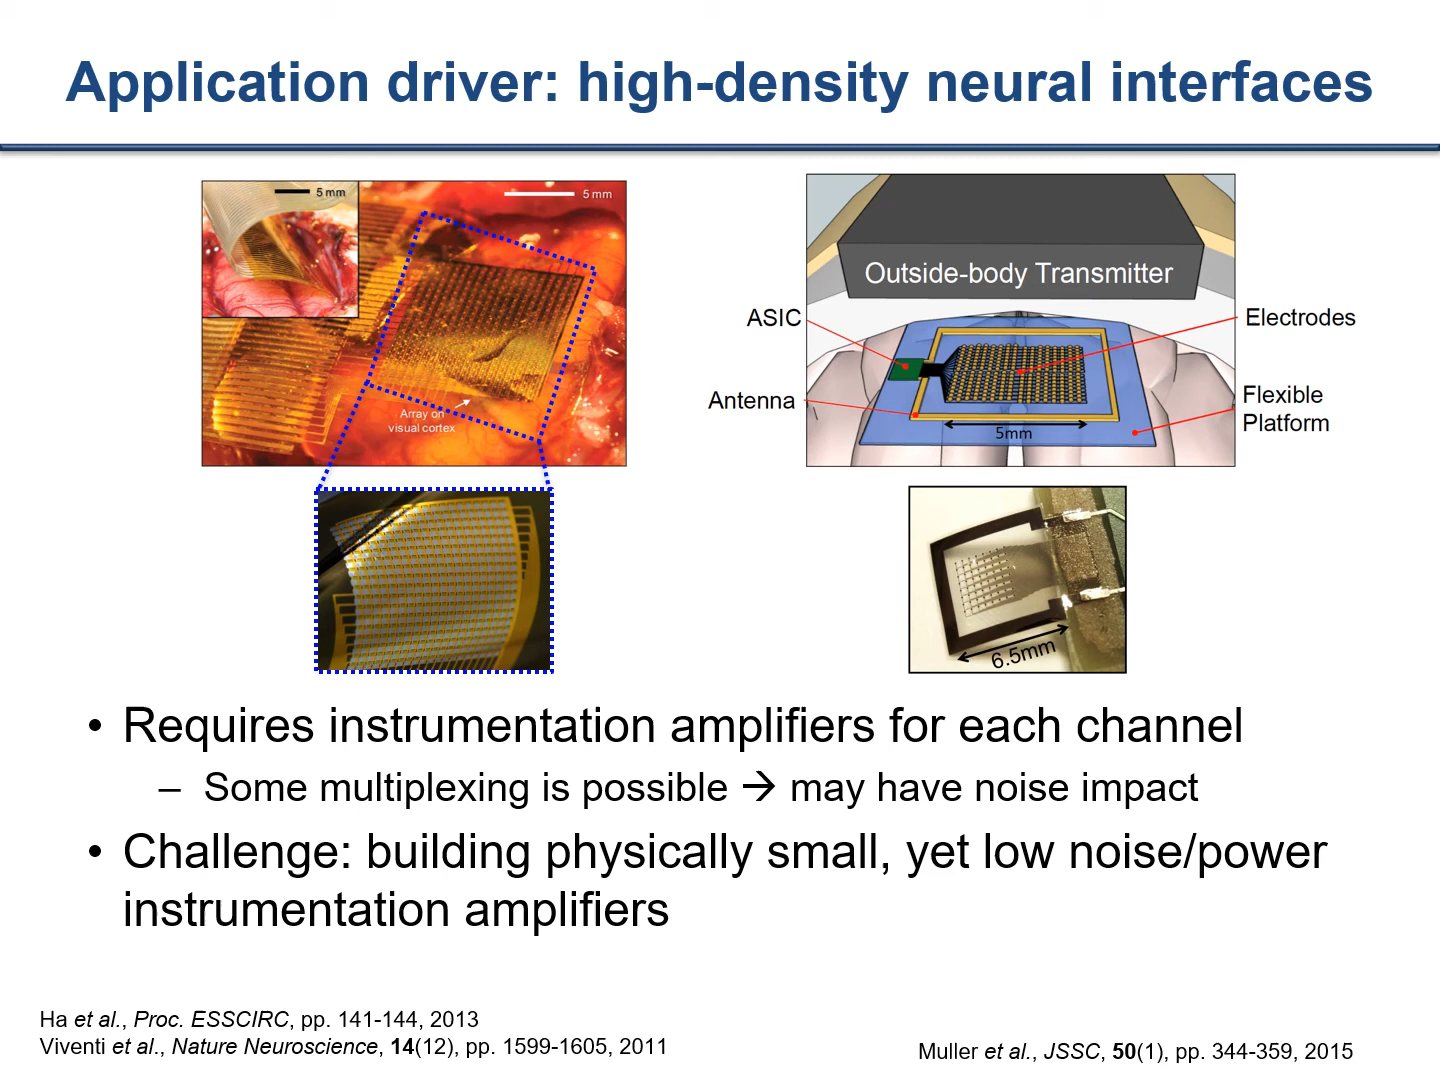 Application driver: high-density neural interfaces
5 mm
5 mm
Array on
visual cortex
Outside-body Transmitter
ASIC
Electrodes
Antenna
Flexible
Platform
5mm
6.5mm
• Requires instrumentation amplifiers for each channel
– Some multiplexing is possible → may have noise impact
• Challenge: building physically small, yet low noise/power
instrumentation amplifiers
Ha et al., Proc. ESSCIRC, pp. 141-144, 2013
Viventi et al., Nature Neuroscience, 14(12), pp. 1599-1605, 2011
Muller et al., JSSC, 50(1), pp. 344-359, 2015